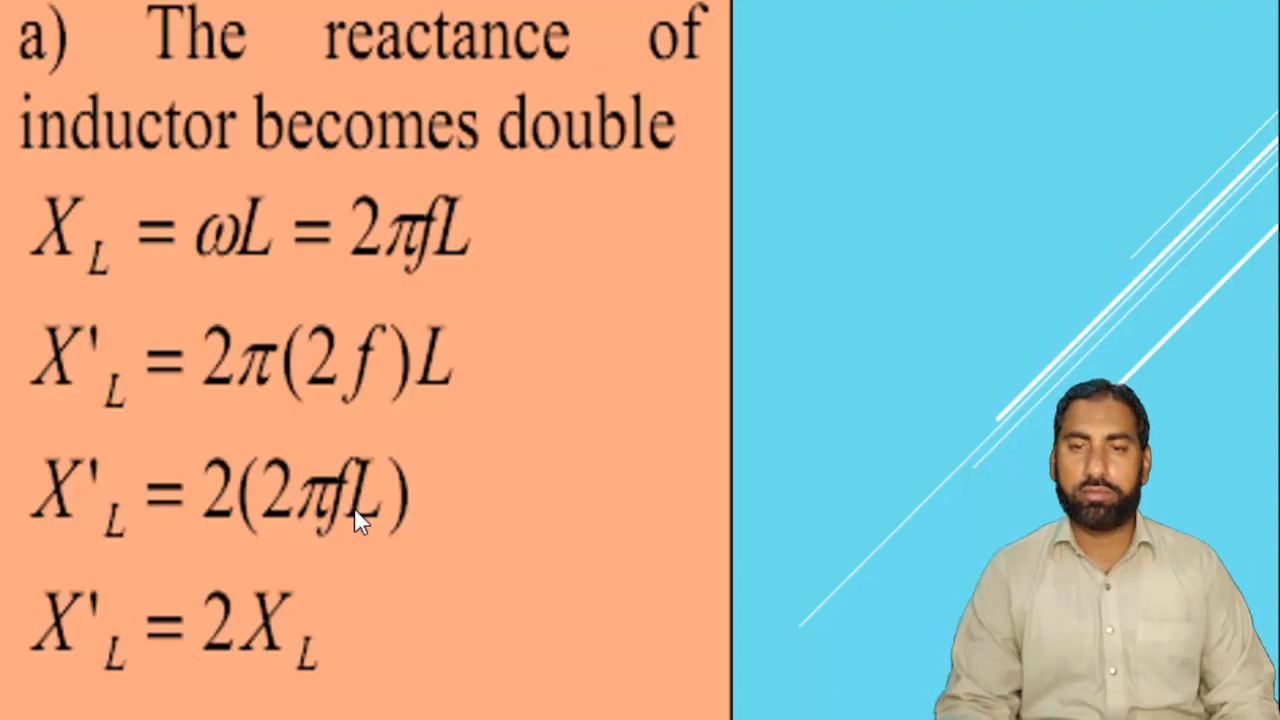 a) The reactance of
inductor becomes double
X_L = ωL = 2πfL
X'_L = 2π(2f)L
X'_L = 2(2πfL)
X'_L = 2X_L